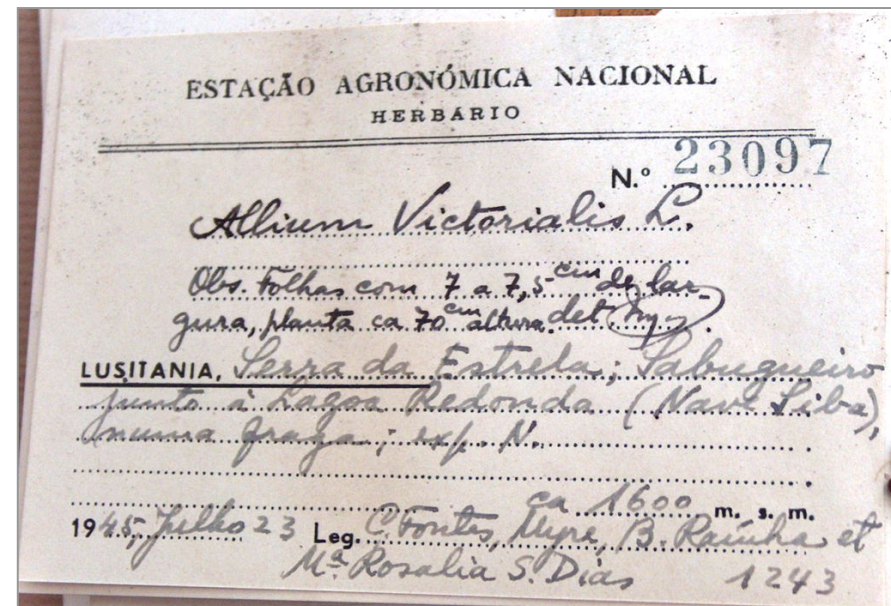 ESTAÇÃO AGRONÓMICA NACIONAL
HERBÁRIO
N.º 23097
Allium Victorialis L.
Obs. Folhas com 7 a 7,5 cm de lar-
gura, planta ca 70 cm altura. det.
LUSITANIA, Serra da Estrela; Sabugueiro
junto à Lagoa Redonda (Nave
numa fraga; exp. N.
ca 1600 m. s. m.
1945, Julho 23 Leg. C. Fontes, Myre, B. Rainha et
Mª Rosalia S. Dias 1243